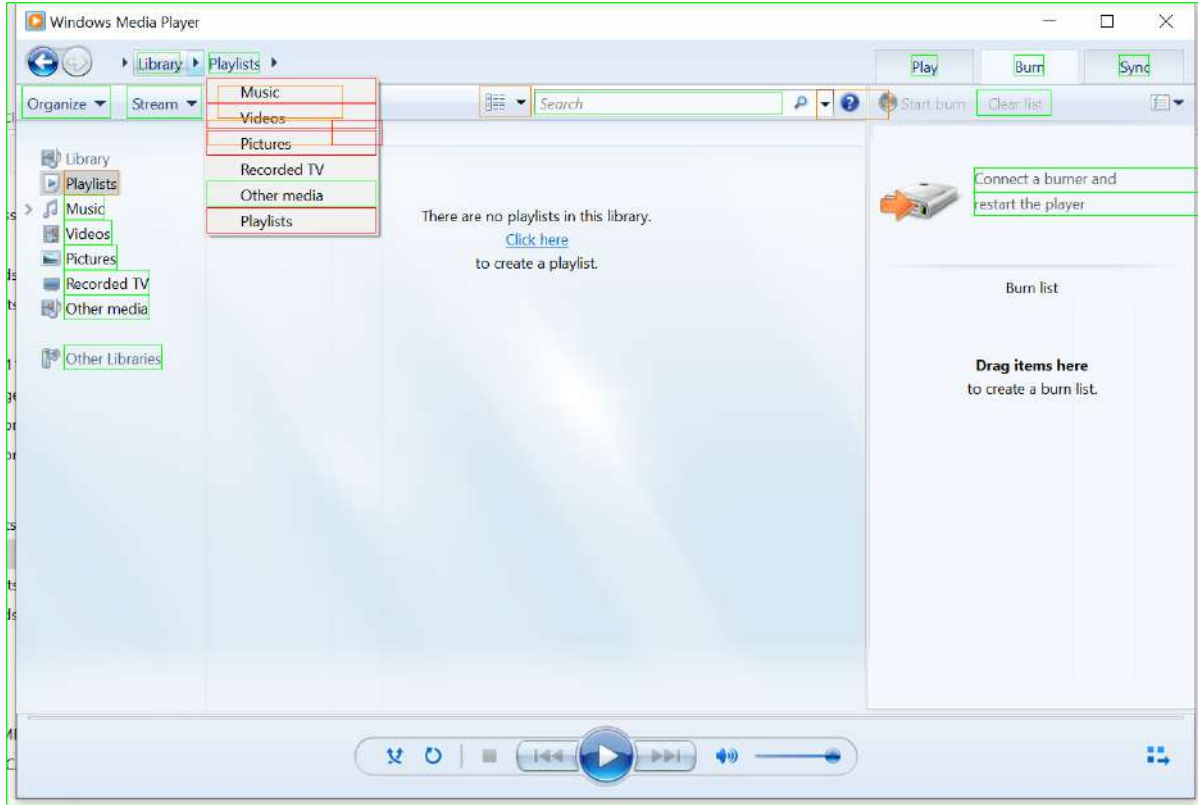 Windows Media Player
Library Playlists
Play Burn Sync
Organize Stream
Search
Start burn Clear list
Music
Videos
Pictures
Recorded TV
Other media
Playlists
Library
Playlists
Music
Videos
Pictures
Recorded TV
Other media
Other Libraries
There are no playlists in this library.
Click here
to create a playlist.
Connect a burner and
restart the player
Burn list
Drag items here
to create a burn list.